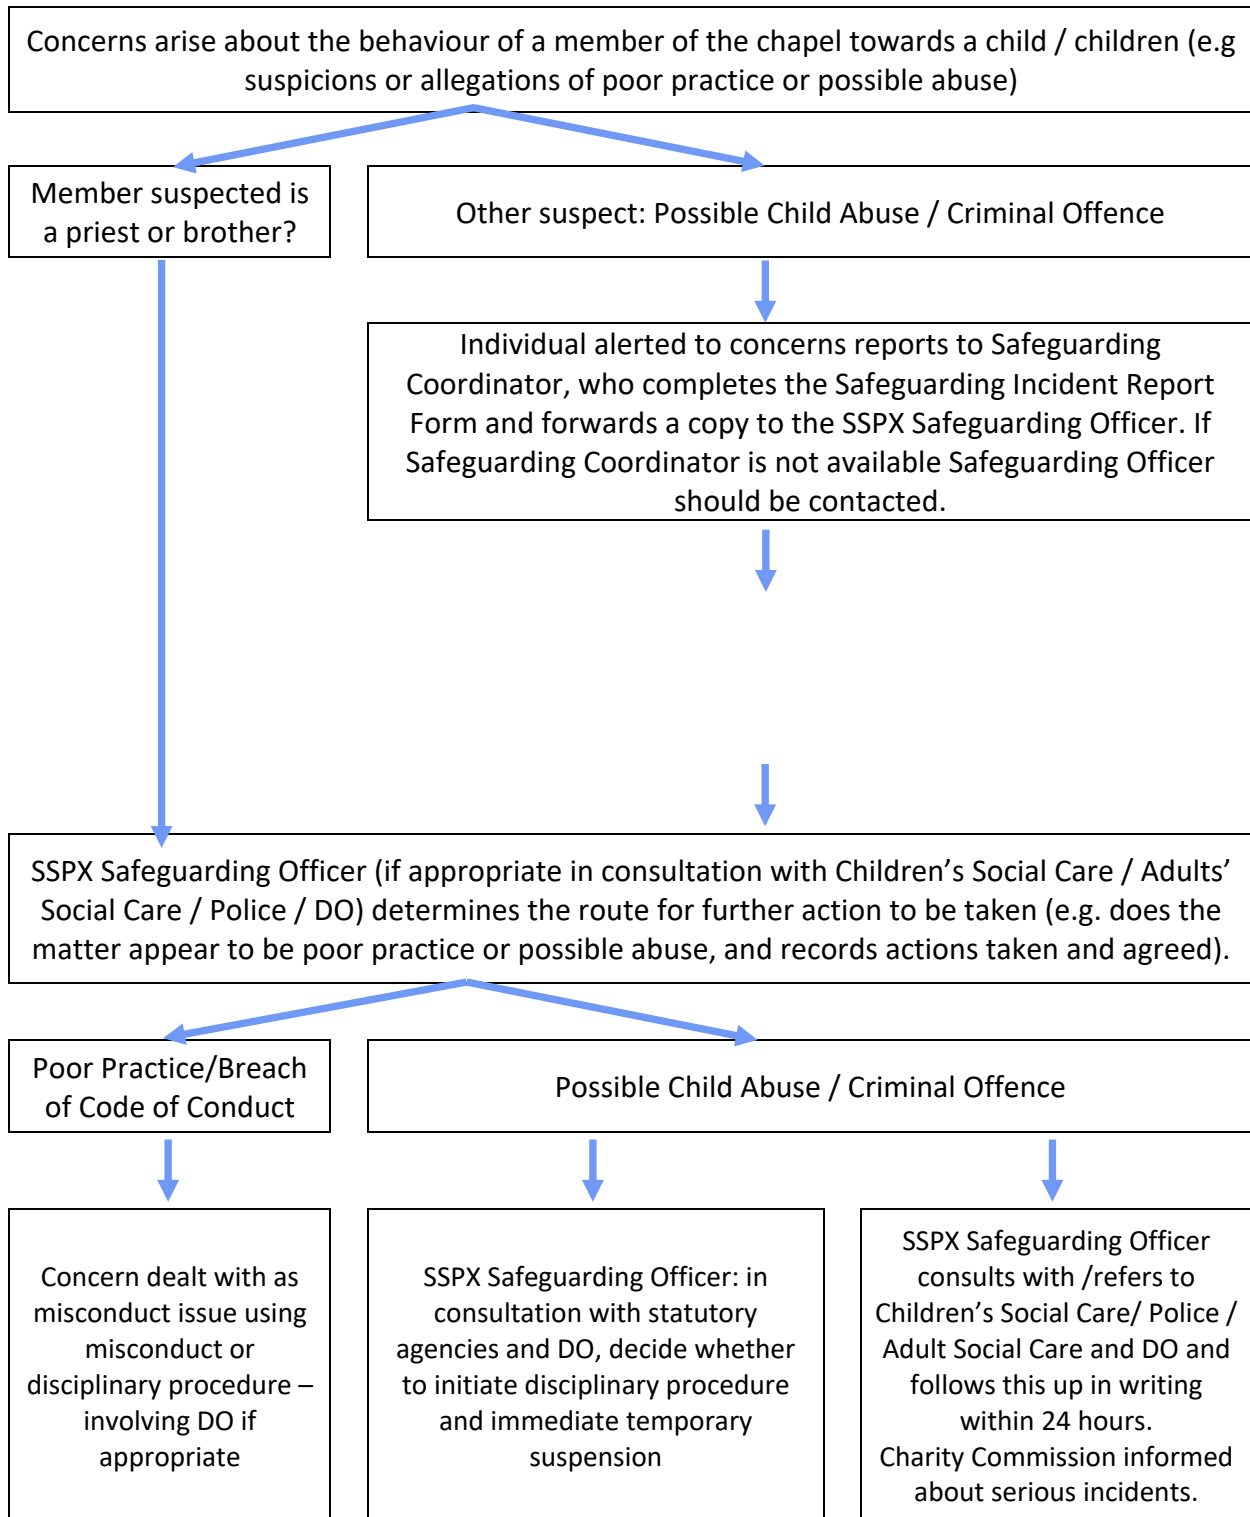 Concerns arise about the behaviour of a member of the chapel towards a child / children (e.g
suspicions or allegations of poor practice or possible abuse)
Member suspected is
a priest or brother?
Other suspect: Possible Child Abuse / Criminal Offence
Individual alerted to concerns reports to Safeguarding
Coordinator, who completes the Safeguarding Incident Report
Form and forwards a copy to the SSPX Safeguarding Officer. If
Safeguarding Coordinator is not available Safeguarding Officer
should be contacted.
SSPX Safeguarding Officer (if appropriate in consultation with Children’s Social Care / Adults’
Social Care / Police / DO) determines the route for further action to be taken (e.g. does the
matter appear to be poor practice or possible abuse, and records actions taken and agreed).
Poor Practice/Breach
of Code of Conduct
Possible Child Abuse / Criminal Offence
Concern dealt with as
misconduct issue using
misconduct or
disciplinary procedure –
involving DO if
appropriate
SSPX Safeguarding Officer: in
consultation with statutory
agencies and DO, decide whether
to initiate disciplinary procedure
and immediate temporary
suspension
SSPX Safeguarding Officer
consults with /refers to
Children’s Social Care/ Police /
Adult Social Care and DO and
follows this up in writing
within 24 hours.
Charity Commission informed
about serious incidents.